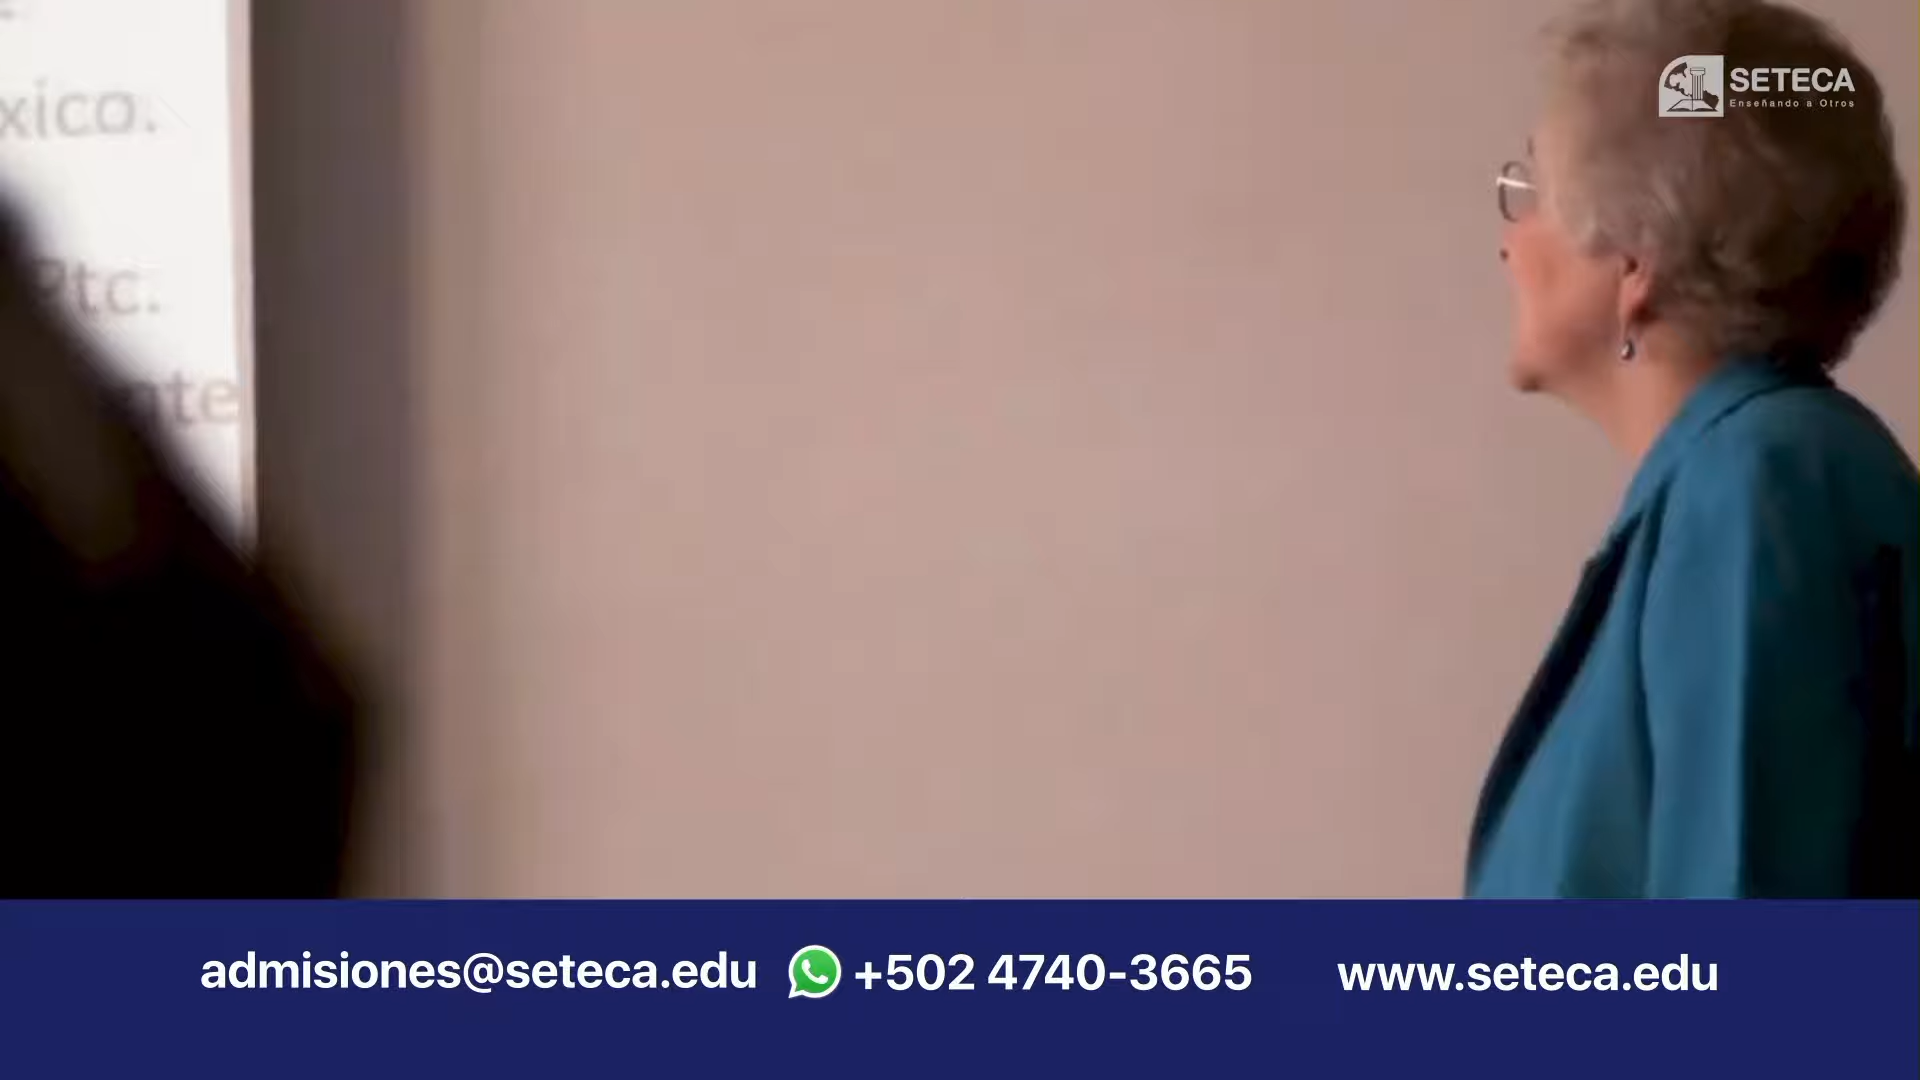 xico.
etc.
SETECA
Enseñando a Otros
admisiones@seteca.edu +502 4740-3665 www.seteca.edu